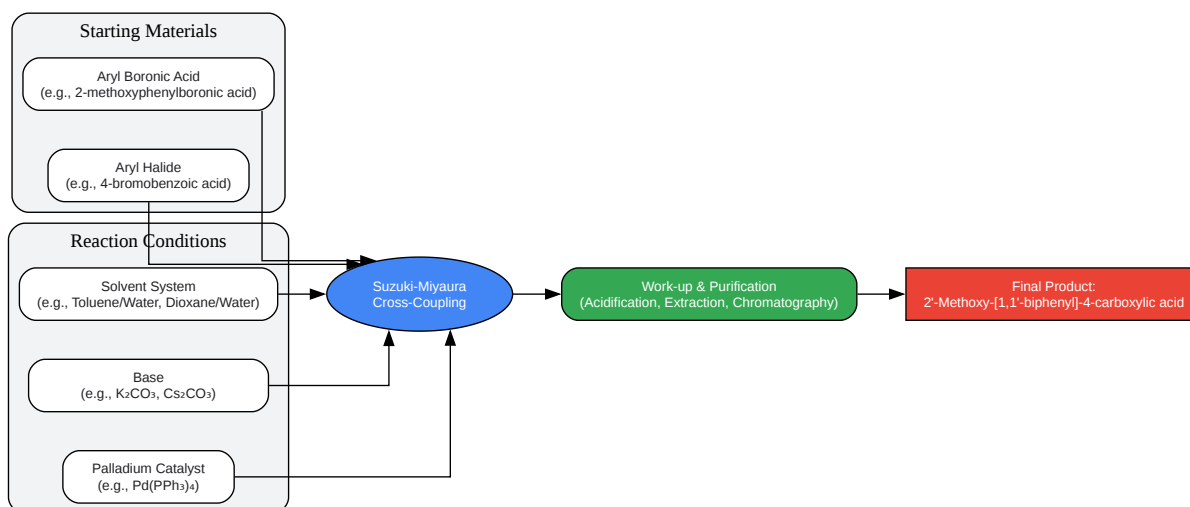 Starting Materials
Aryl Boronic Acid
(e.g., 2-methoxyphenylboronic acid)
Aryl Halide
(e.g., 4-bromobenzoic acid)
Reaction Conditions
Solvent System
(e.g., Toluene/Water, Dioxane/Water)
Base
(e.g., K₂CO₃, Cs₂CO₃)
Palladium Catalyst
(e.g., Pd(PPh₃)₄)
Suzuki-Miyaura
Cross-Coupling
Work-up & Purification
(Acidification, Extraction, Chromatography)
Final Product:
2'-Methoxy-[1,1'-biphenyl]-4-carboxylic acid